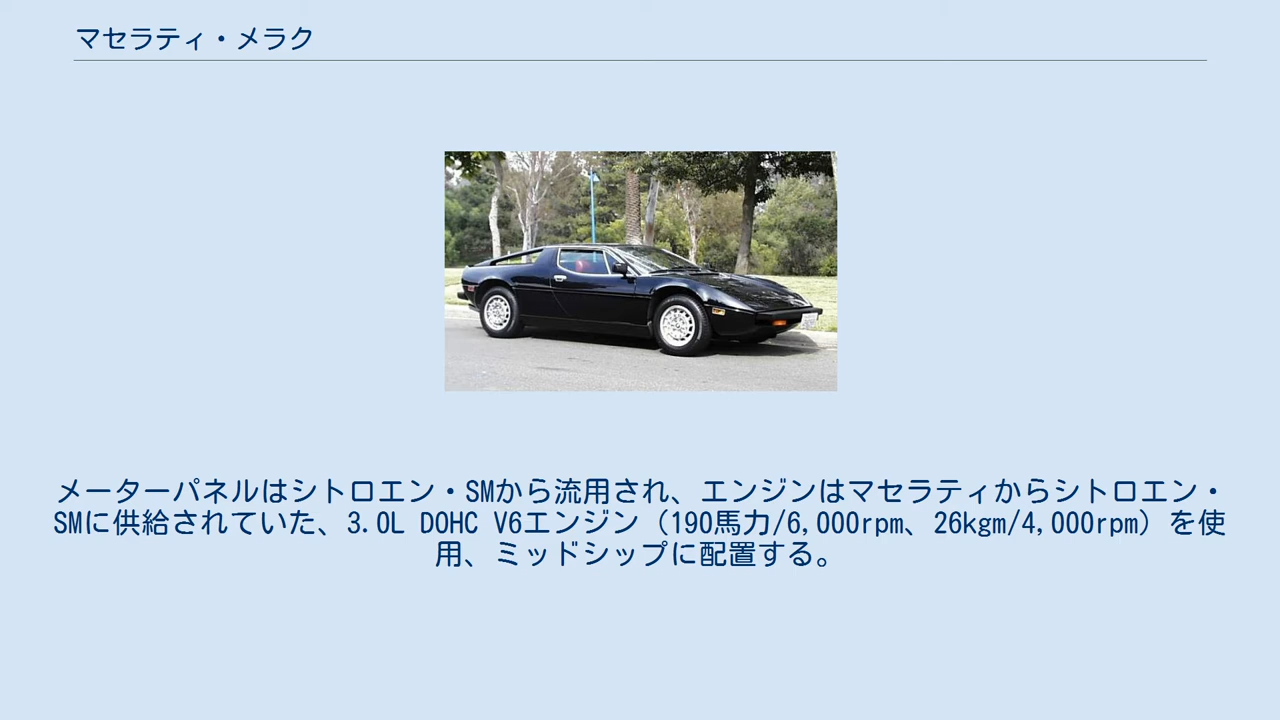 マセラティ・メラク
メーターパネルはシトロエン・SMから流用され、エンジンはマセラティからシトロエン・
SMに供給されていた、3.0L DOHC V6エンジン（190馬力/6,000rpm、26kgm/4,000rpm）を使
用、ミッドシップに配置する。